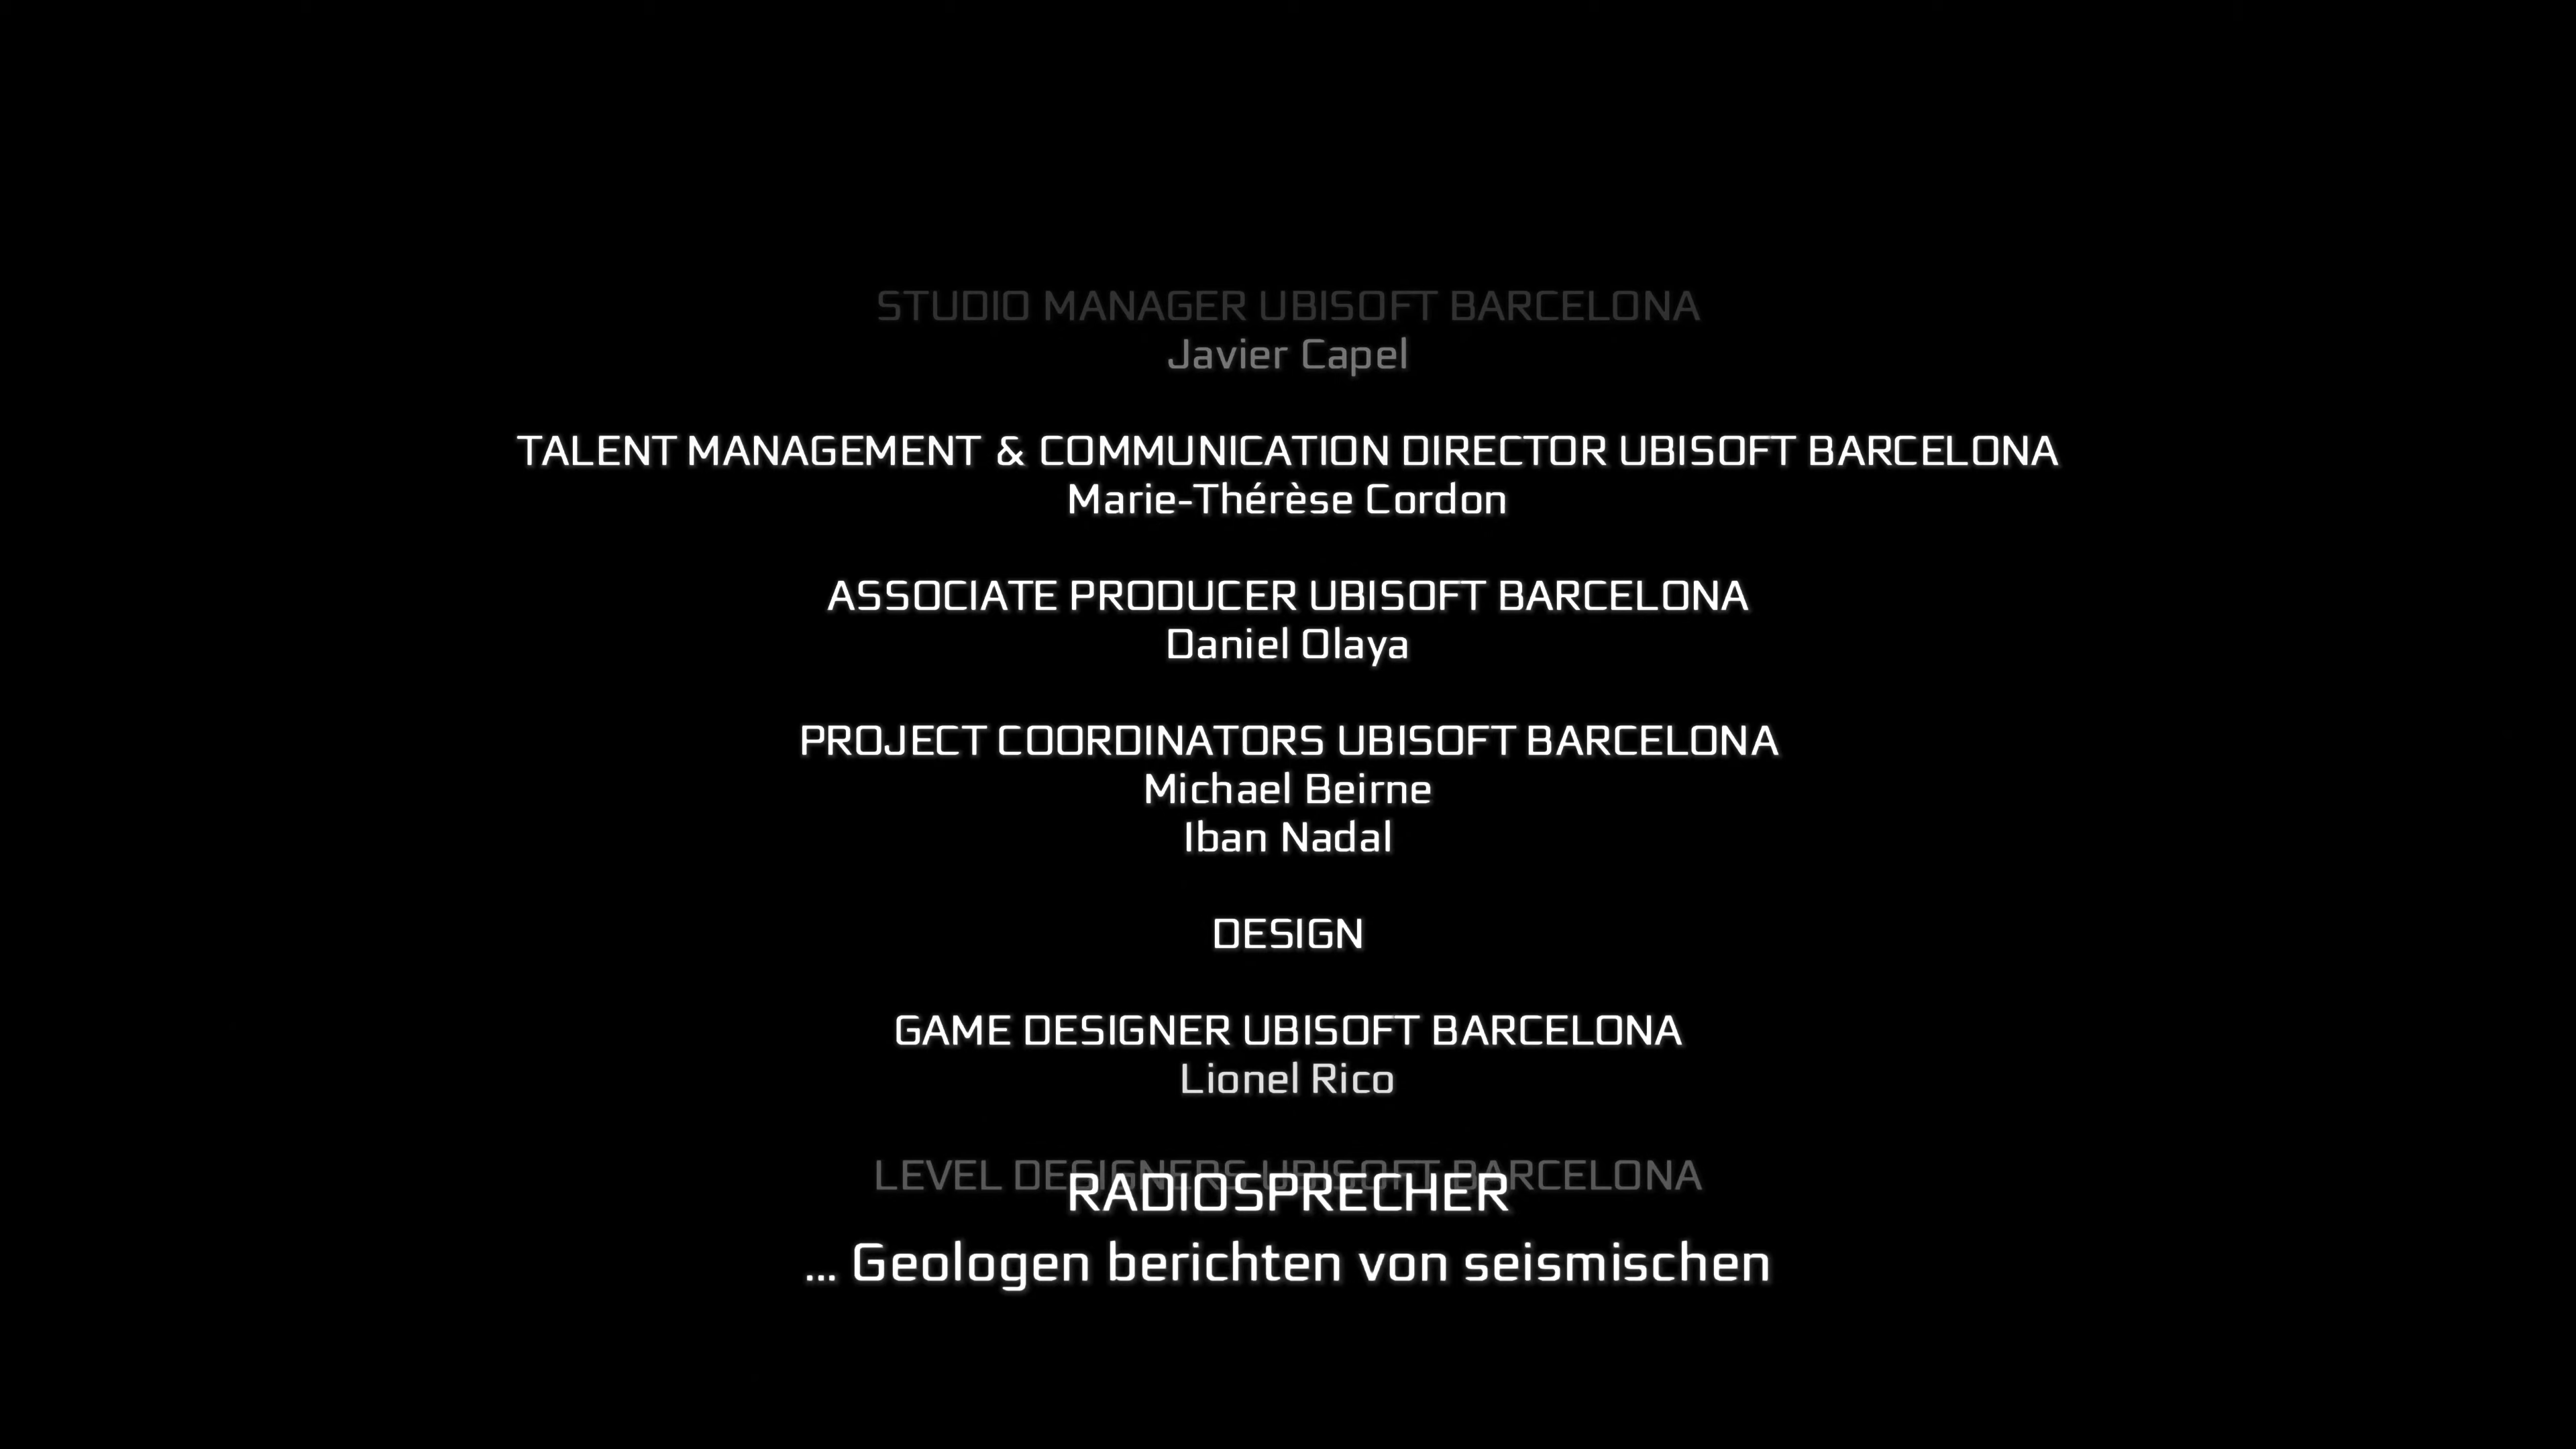 STUDIO MANAGER UBISOFT BARCELONA
Javier Capel
TALENT MANAGEMENT & COMMUNICATION DIRECTOR UBISOFT BARCELONA
Marie-Thérèse Cordon
ASSOCIATE PRODUCER UBISOFT BARCELONA
Daniel Olaya
PROJECT COORDINATORS UBISOFT BARCELONA
Michael Beirne
Iban Nadal
DESIGN
GAME DESIGNER UBISOFT BARCELONA
Lionel Rico
LEVEL DESIGNERS UBISOFT BARCELONA
RADIOSPRECHER
... Geologen berichten von seismischen